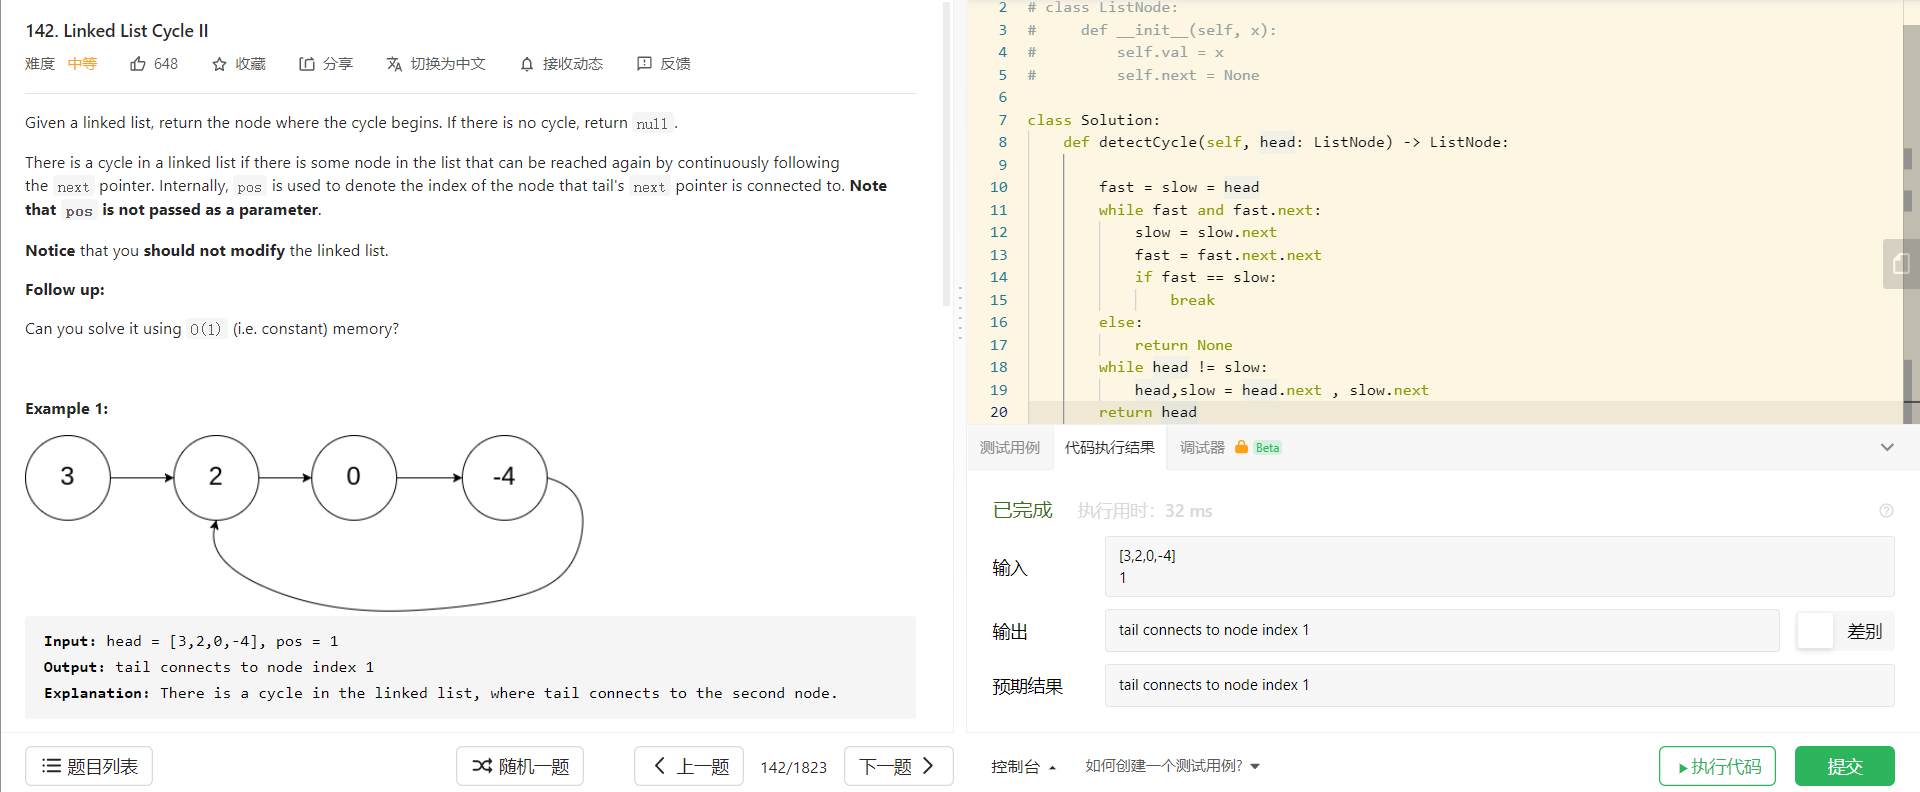 142. Linked List Cycle II
难度 中等 648 收藏 分享 切换为中文 接收动态 反馈
Given a linked list, return the node where the cycle begins. If there is no cycle, return null .
There is a cycle in a linked list if there is some node in the list that can be reached again by continuously following
the next pointer. Internally, pos is used to denote the index of the node that tail's next pointer is connected to. Note
that pos is not passed as a parameter.
Notice that you should not modify the linked list.
Follow up:
Can you solve it using O(1) (i.e. constant) memory?
Example 1:
3 2 0 -4
Input: head = [3,2,0,-4], pos = 1
Output: tail connects to node index 1
Explanation: There is a cycle in the linked list, where tail connects to the second node.
题目列表 随机一题 上一题 142/1823 下一题
2 # class ListNode:
3 #     def __init__(self, x):
4 #         self.val = x
5 #         self.next = None
6
7 class Solution:
8     def detectCycle(self, head: ListNode) -> ListNode:
9
10         fast = slow = head
11         while fast and fast.next:
12             slow = slow.next
13             fast = fast.next.next
14             if fast == slow:
15                 break
16         else:
17             return None
18         while head != slow:
19             head,slow = head.next , slow.next
20         return head
测试用例 代码执行结果 调试器 Beta
已完成 执行用时: 32 ms
输入
[3,2,0,-4]
1
输出 tail connects to node index 1 差别
预期结果 tail connects to node index 1
控制台 如何创建一个测试用例? 执行代码 提交